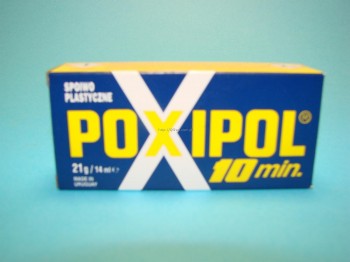 SPOIWO
PLASTYCZNE
POXIPOL®
10 min.
21g/14 ml e
MADE IN
URUGUAY